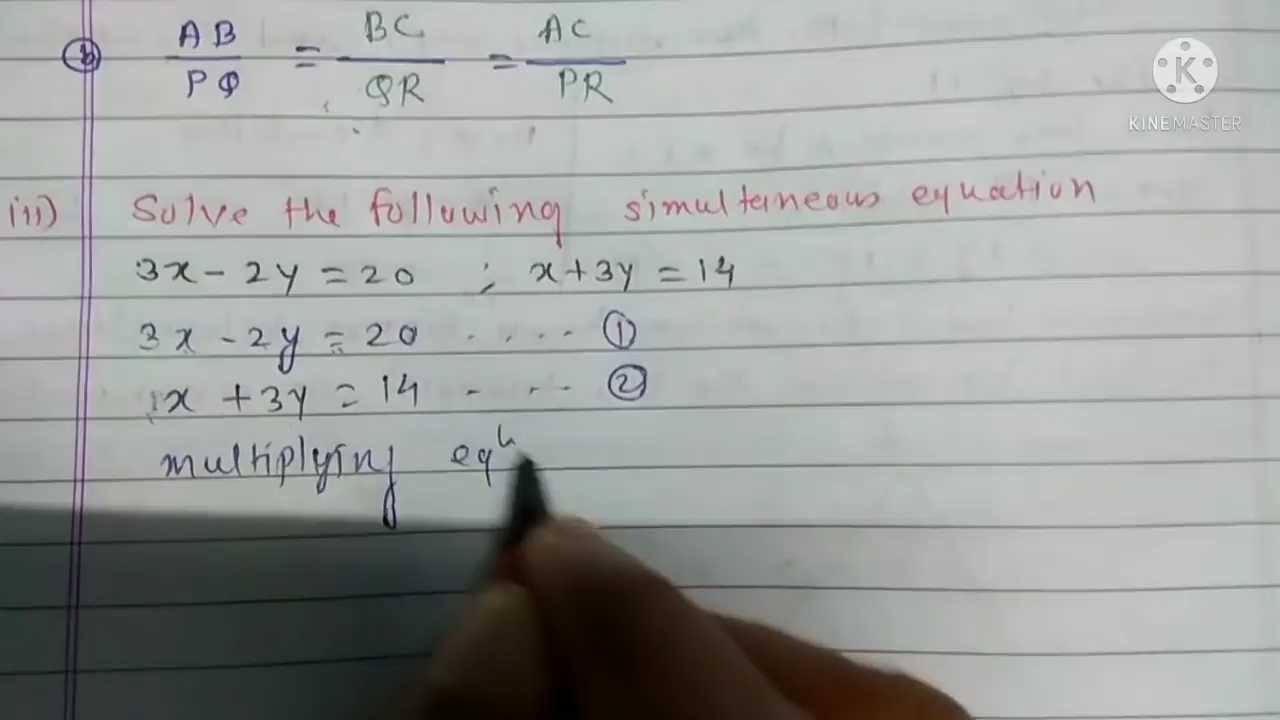 (b) AB/PQ = BC/QR = AC/PR
K
KINEMASTER
iii) Solve the following simultaneous equation
3x - 2y = 20 ; x + 3y = 14
3x - 2y = 20 ..... ①
x + 3y = 14 - ... ②
multiplying eqⁿ